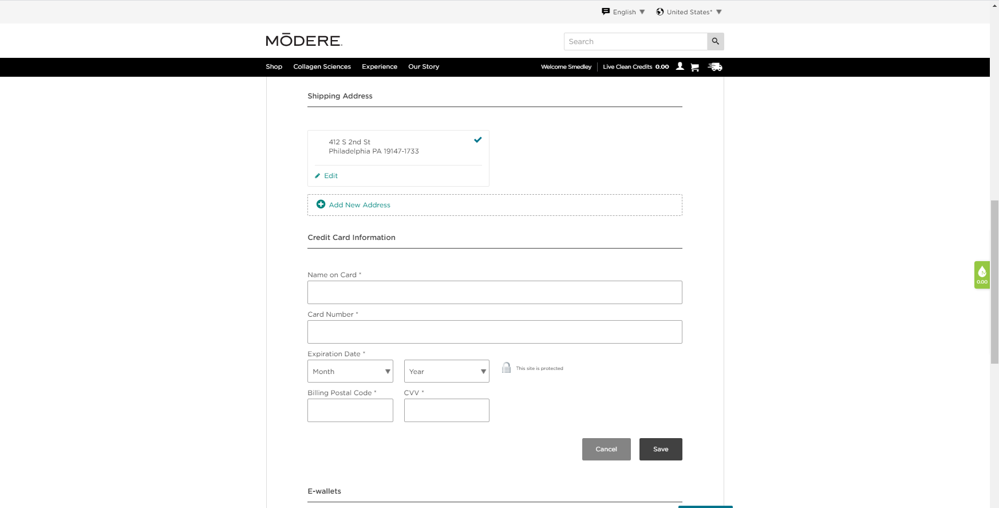 English
United States*
MŌDERE.
Search
Shop
Collagen Sciences
Experience
Our Story
Welcome Smedley
Live Clean Credits 0.00
Shipping Address
412 S 2nd St
Philadelphia PA 19147-1733
Edit
Add New Address
Credit Card Information
Name on Card *
Card Number *
Expiration Date *
Month
Year
This site is protected
Billing Postal Code *
CVV *
Cancel
Save
E-wallets
M
0.00